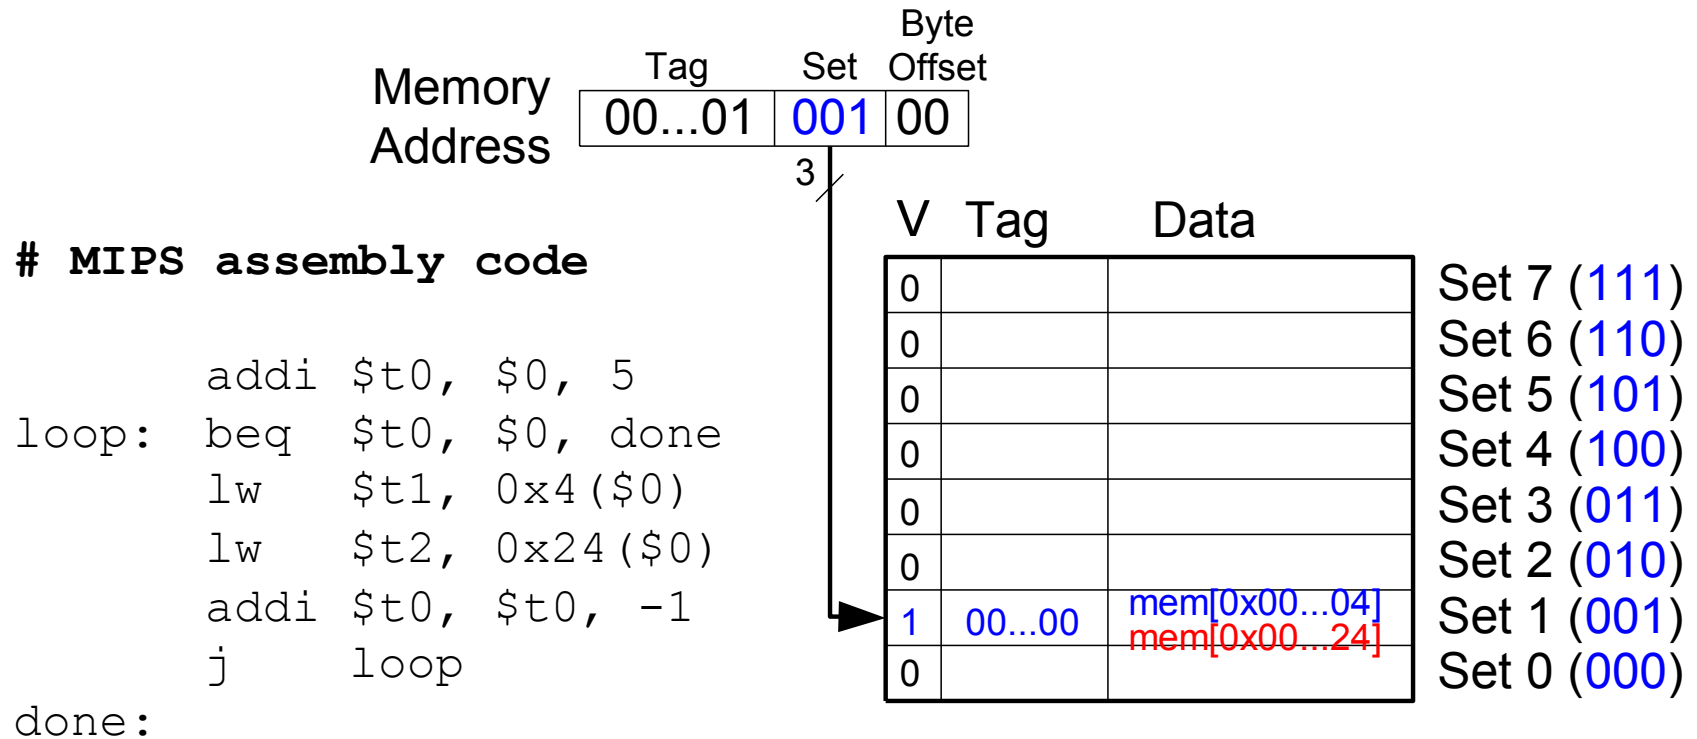 Byte
Tag Set Offset
Memory Address
00...01 001 00
3
V Tag Data
# MIPS assembly code
addi $t0, $0, 5
loop: beq $t0, $0, done
lw $t1, 0x4($0)
lw $t2, 0x24($0)
addi $t0, $t0, -1
j loop
done:
0 Set 7 (111)
0 Set 6 (110)
0 Set 5 (101)
0 Set 4 (100)
0 Set 3 (011)
0 Set 2 (010)
1 00...00 mem[0x00...04] Set 1 (001)
mem[0x00...24]
0 Set 0 (000)